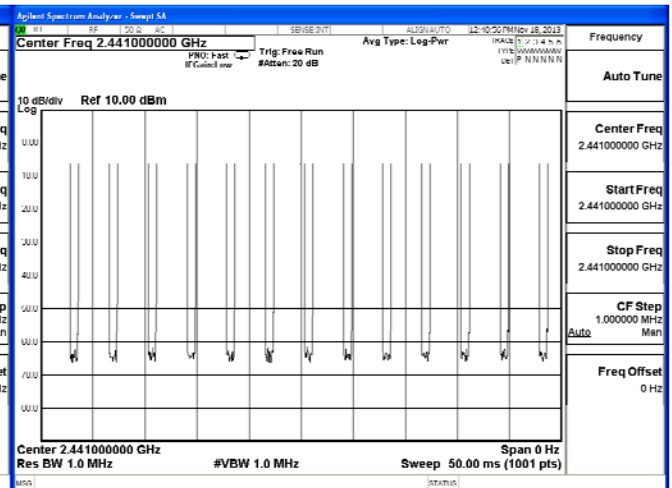 Agilent Spectrum Analyzer - Swept SA
RF 50 Ω AC SENSE:INT ALIGN AUTO 12:40:56 PM Nov 18, 2013
Center Freq 2.441000000 GHz
Avg Type: Log-Pwr
TRACE 1 2 3 4 5 6
TYPE WWWWWW
DET P NNNNN
PNO: Fast Trig: Free Run
IFGain:Low #Atten: 20 dB
10 dB/div Ref 10.00 dBm
Log
0.00
10.0
20.0
30.0
40.0
50.0
60.0
70.0
80.0
Center 2.441000000 GHz Span 0 Hz
Res BW 1.0 MHz #VBW 1.0 MHz Sweep 50.00 ms (1001 pts)
MSG STATUS
Frequency
Auto Tune
Center Freq
2.441000000 GHz
Start Freq
2.441000000 GHz
Stop Freq
2.441000000 GHz
CF Step
1.000000 MHz
Auto Man
Freq Offset
0 Hz